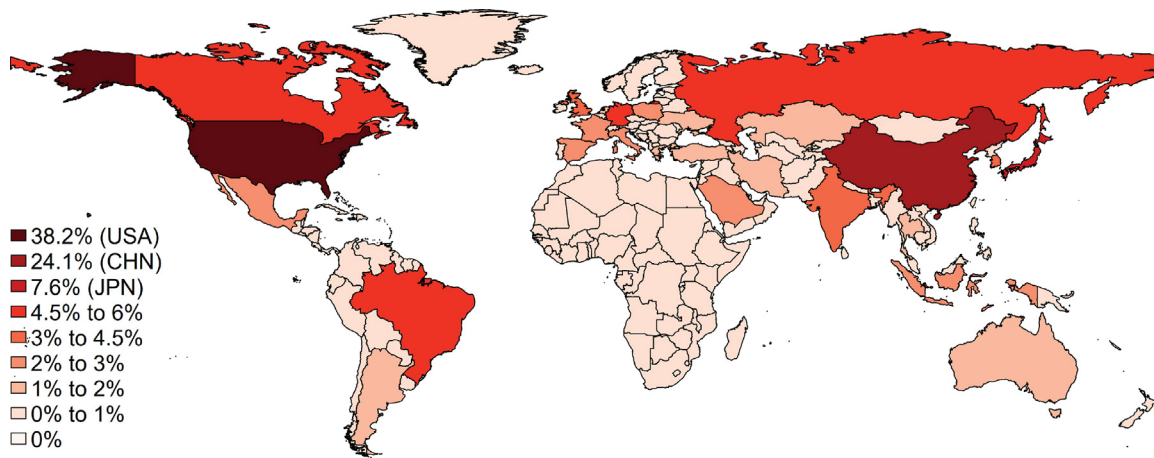 38.2% (USA)
24.1% (CHN)
7.6% (JPN)
4.5% to 6%
3% to 4.5%
2% to 3%
1% to 2%
0% to 1%
0%